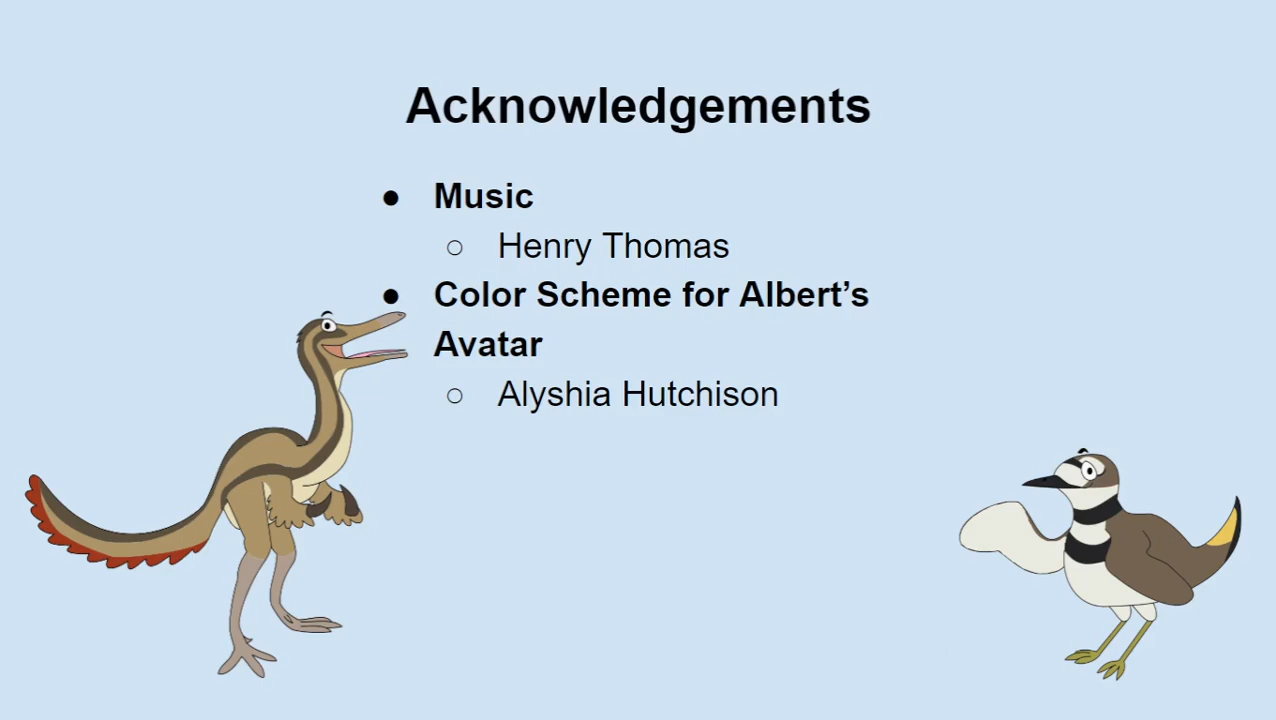 Acknowledgements
● Music
○ Henry Thomas
● Color Scheme for Albert’s
Avatar
○ Alyshia Hutchison